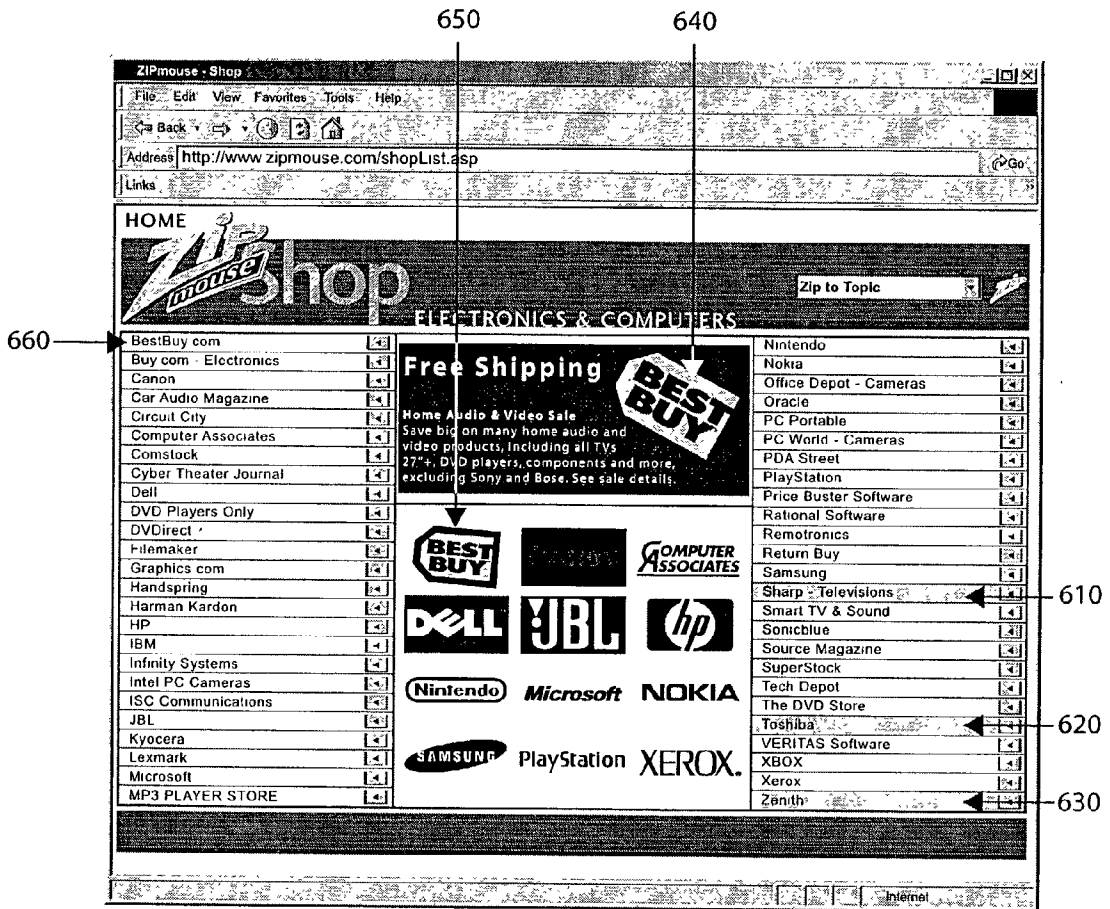 650 640
ZIPmouse - Shop
File Edit View Favorites Tools Help
Back
Address http://www zipmouse.com/shopList.asp Go
Links
HOME
ZIP mouse Shop
Zip to Topic
ELECTRONICS & COMPUTERS
660
BestBuy com
Buy com - Electronics
Canon
Car Audio Magazine
Circuit City
Computer Associates
Comstock
Cyber Theater Journal
Dell
DVD Players Only
DVDirect
Filemaker
Graphics com
Handspring
Harman Kardon
HP
IBM
Infinity Systems
Intel PC Cameras
ISC Communications
JBL
Kyocera
Lexmark
Microsoft
MP3 PLAYER STORE
Free Shipping
BEST BUY
Home Audio & Video Sale
Save big on many home audio and
video products, including all TVs
27"+, DVD players, components and more,
excluding Sony and Bose. See sale details.
BEST BUY
COMPUTER ASSOCIATES
DELL JBL hp
Nintendo Microsoft NOKIA
SAMSUNG PlayStation XEROX.
Nintendo
Nokia
Office Depot - Cameras
Oracle
PC Portable
PC World - Cameras
PDA Street
PlayStation
Price Buster Software
Rational Software
Remotronics
Return Buy
Samsung
Sharp - Televisions
Smart TV & Sound
Sonicblue
Source Magazine
SuperStock
Tech Depot
The DVD Store
Toshiba
VERITAS Software
XBOX
Xerox
Zenith
610
620
630
Internet